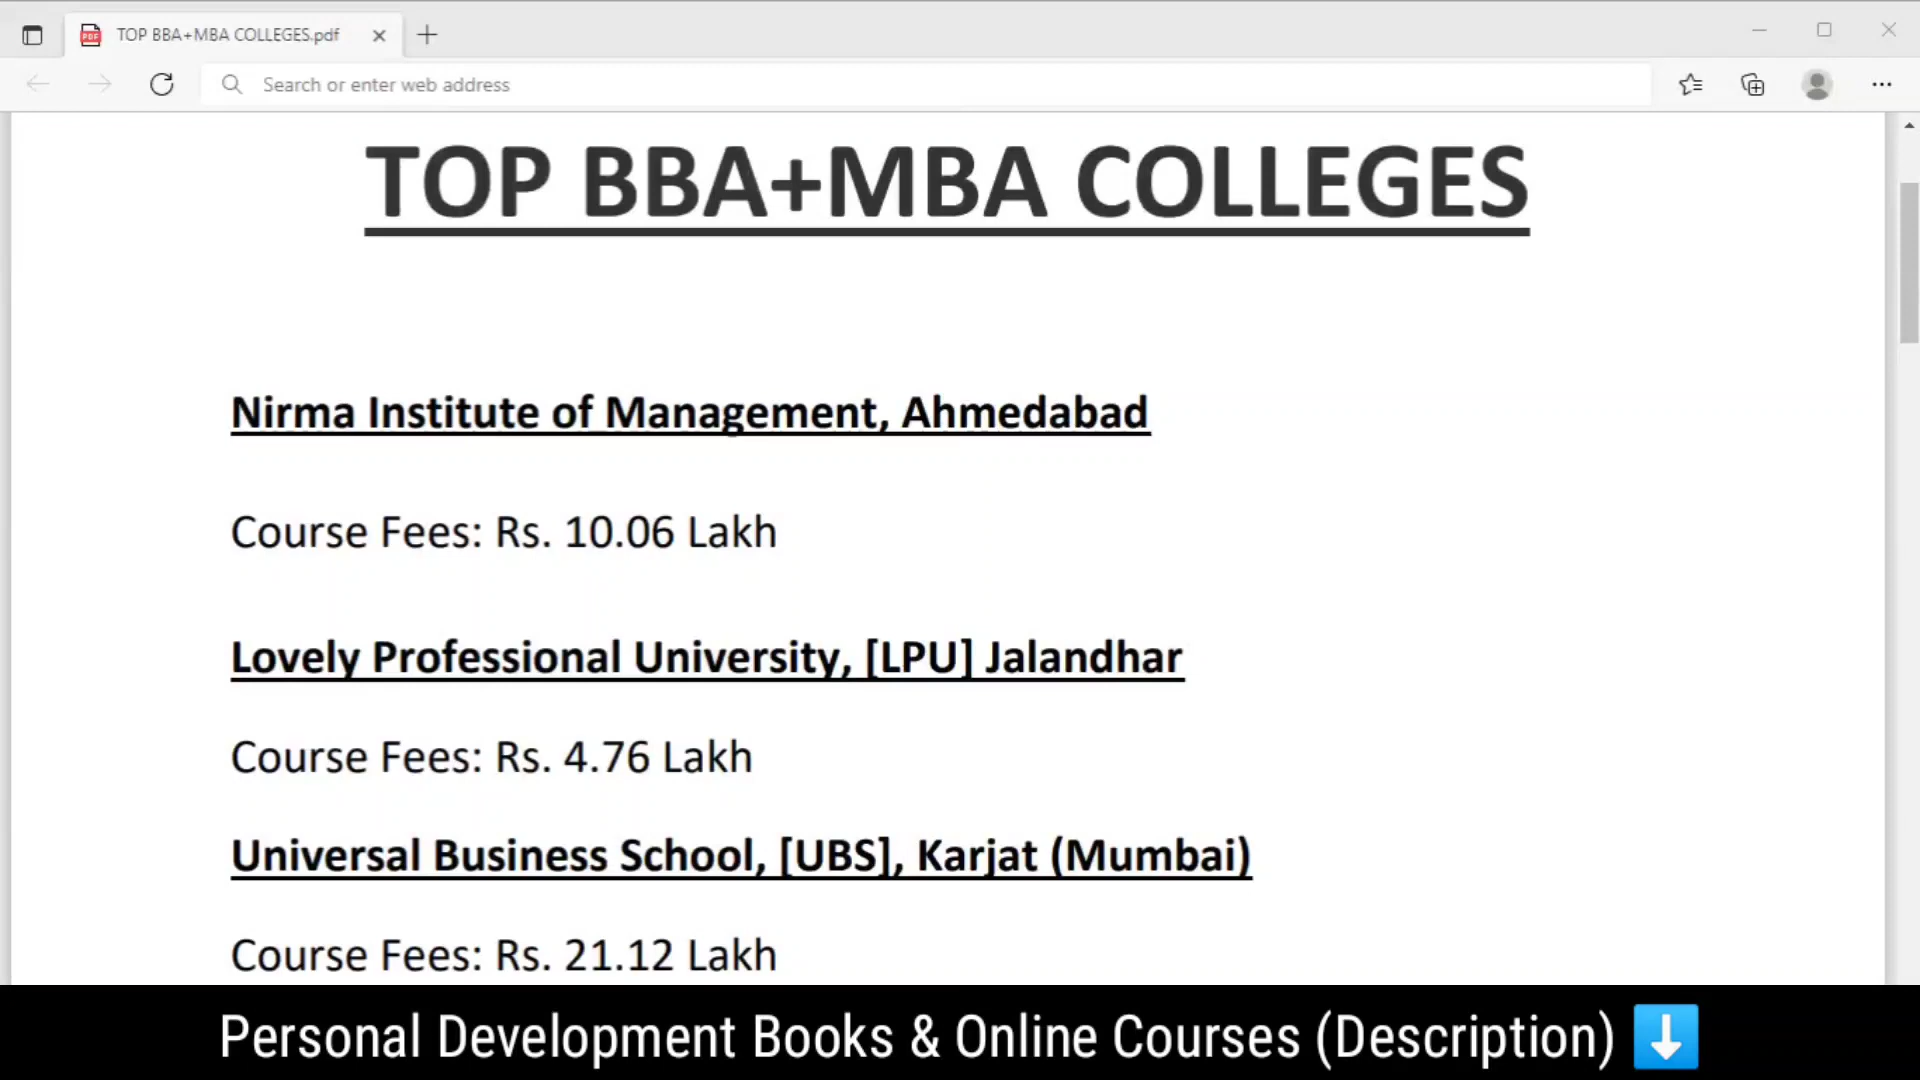 TOP BBA+MBA COLLEGES.pdf
Search or enter web address
TOP BBA+MBA COLLEGES
Nirma Institute of Management, Ahmedabad
Course Fees: Rs. 10.06 Lakh
Lovely Professional University, [LPU] Jalandhar
Course Fees: Rs. 4.76 Lakh
Universal Business School, [UBS], Karjat (Mumbai)
Course Fees: Rs. 21.12 Lakh
Personal Development Books & Online Courses (Description)